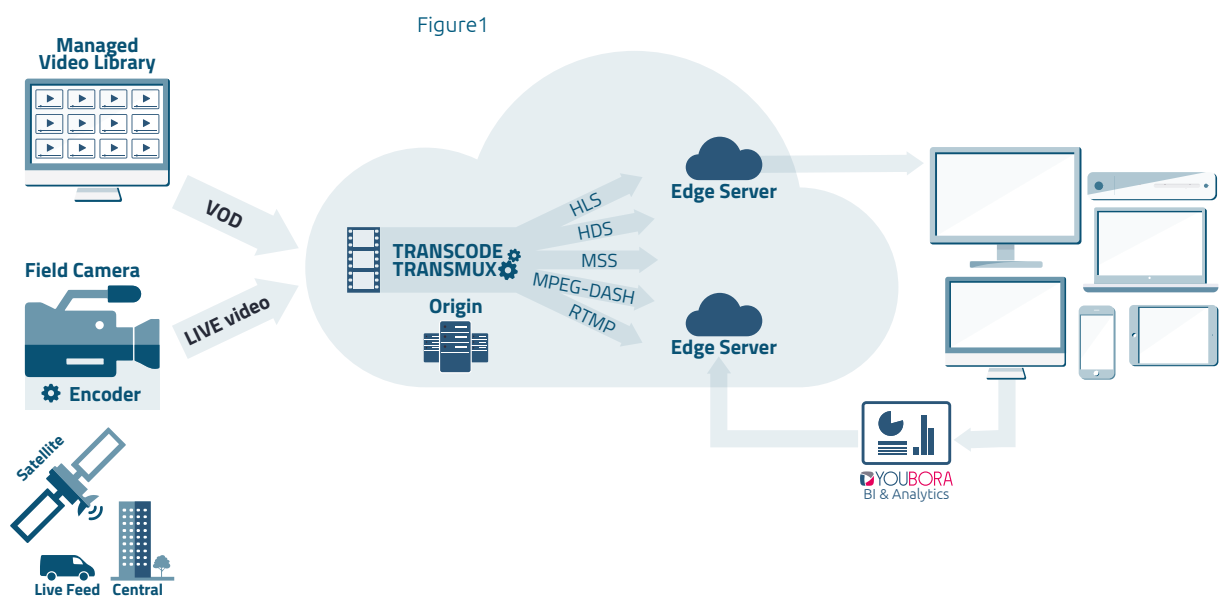 Figure1
Managed
Video Library
VOD
Field Camera
LIVE video
Encoder
Satellite
Live Feed
Central
TRANSCODE
TRANSMUX
Origin
HLS
HDS
MSS
MPEG-DASH
RTMP
Edge Server
Edge Server
YOUBORA
BI & Analytics